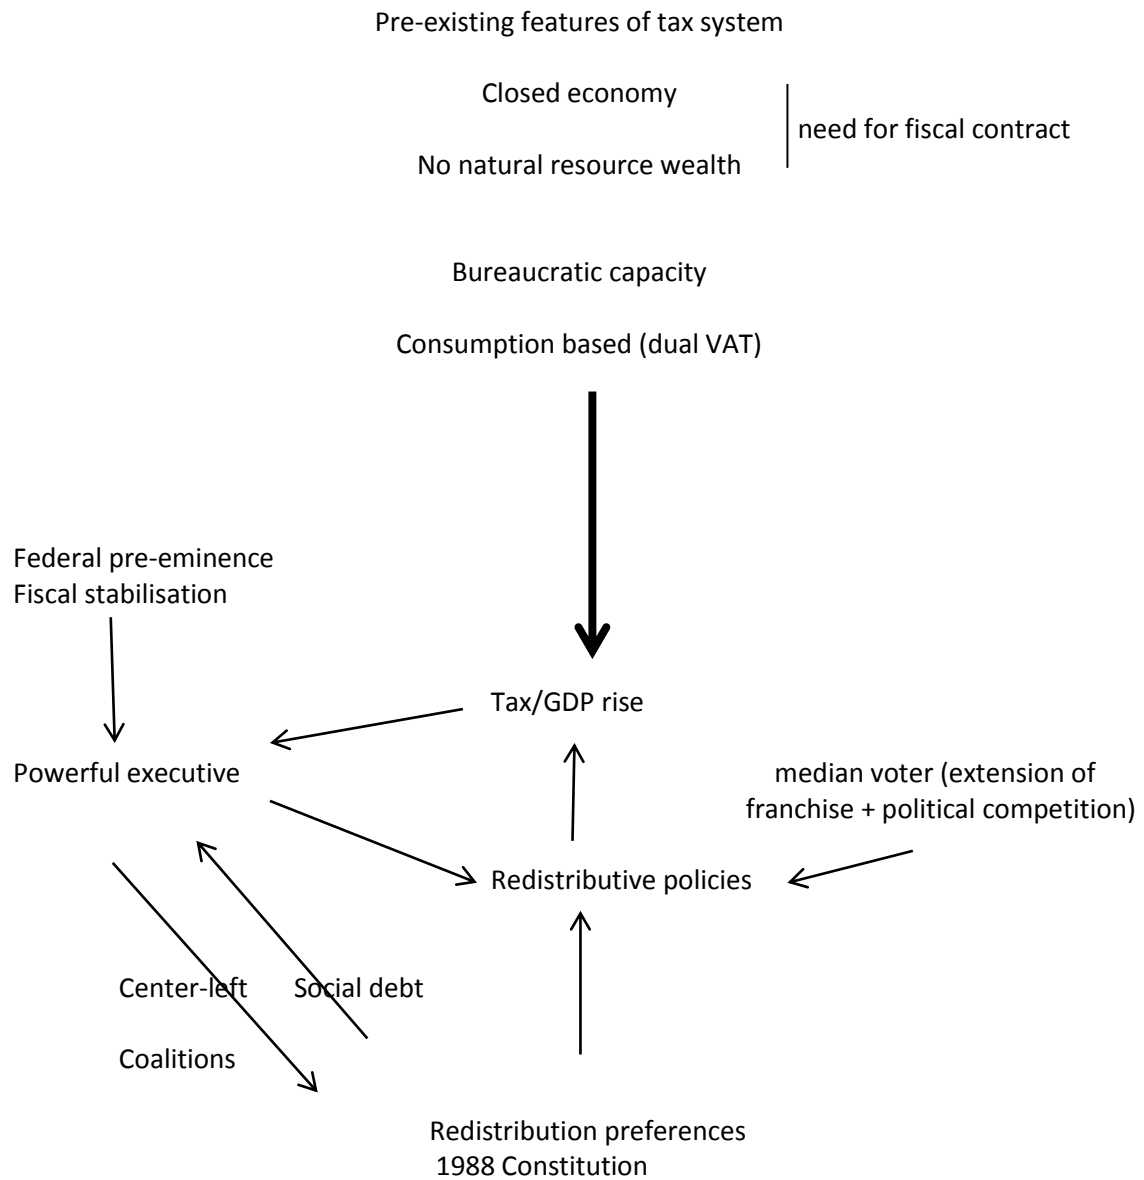 Pre-existing features of tax system
Closed economy
need for fiscal contract
No natural resource wealth
Bureaucratic capacity
Consumption based (dual VAT)
Federal pre-eminence
Fiscal stabilisation
Tax/GDP rise
Powerful executive
median voter (extension of
franchise + political competition)
Redistributive policies
Center-left
Social debt
Coalitions
Redistribution preferences
1988 Constitution